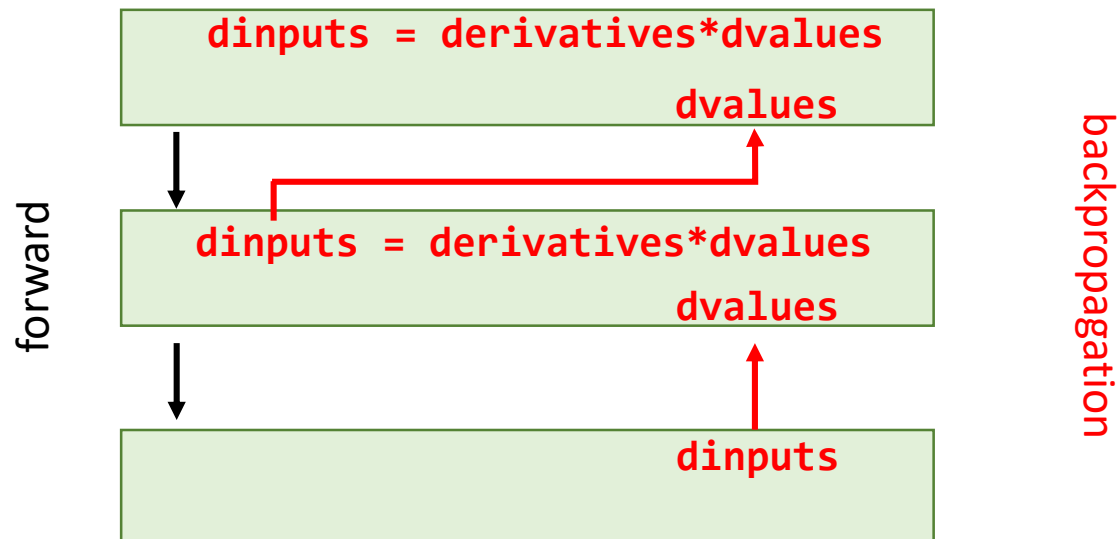 dinputs = derivatives*dvalues
dvalues
forward
dinputs = derivatives*dvalues
dvalues
dinputs
backpropagation